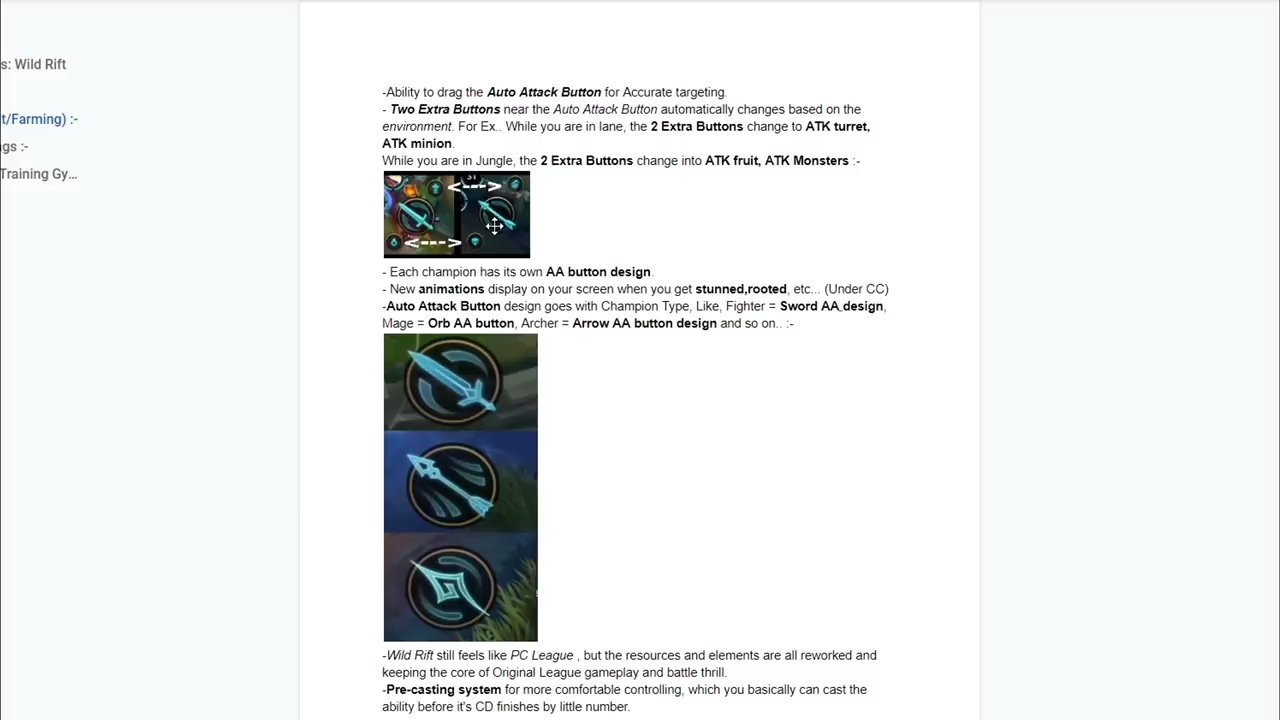 s: Wild Rift
t/Farming) :-
ngs :-
Training Gy...
-Ability to drag the Auto Attack Button for Accurate targeting.
- Two Extra Buttons near the Auto Attack Button automatically changes based on the
environment. For Ex.. While you are in lane, the 2 Extra Buttons change to ATK turret,
ATK minion.
While you are in Jungle, the 2 Extra Buttons change into ATK fruit, ATK Monsters :-
31
<--->
<--->
- Each champion has its own AA button design.
- New animations display on your screen when you get stunned,rooted, etc... (Under CC)
-Auto Attack Button design goes with Champion Type, Like, Fighter = Sword AA design,
Mage = Orb AA button, Archer = Arrow AA button design and so on.. :-
-Wild Rift still feels like PC League , but the resources and elements are all reworked and
keeping the core of Original League gameplay and battle thrill.
-Pre-casting system for more comfortable controlling, which you basically can cast the
ability before it's CD finishes by little number.